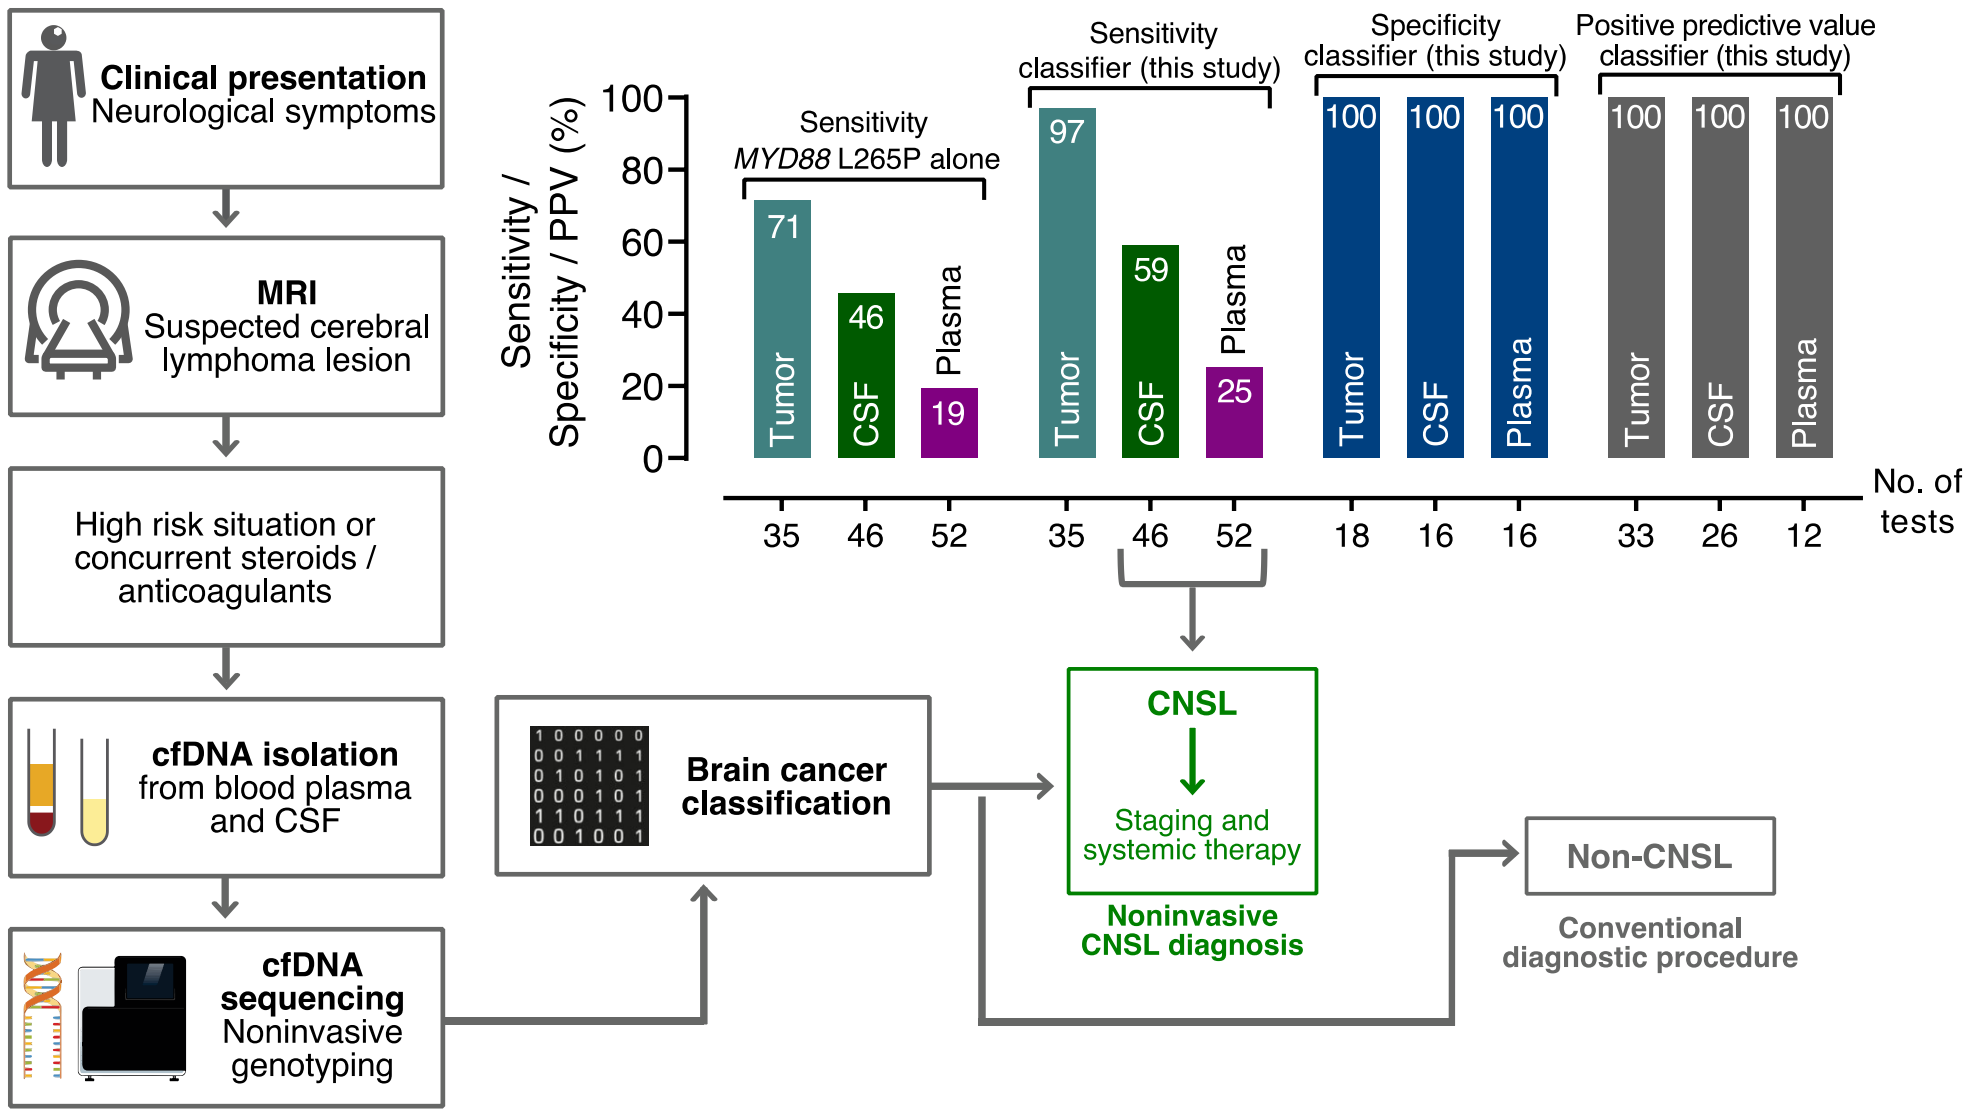 Clinical presentation
Neurological symptoms
MRI
Suspected cerebral
lymphoma lesion
High risk situation or
concurrent steroids /
anticoagulants
cfDNA isolation
from blood plasma
and CSF
cfDNA
sequencing
Noninvasive
genotyping
1 0 0 0 0 0
0 0 1 1 1 1
0 1 0 1 0 1
0 0 0 1 0 1
1 1 0 1 1 1
0 0 1 0 0 1
Brain cancer
classification
Sensitivity /
Specificity / PPV (%)
100
80
60
40
20
0
Sensitivity
MYD88 L265P alone
71
Tumor
46
CSF
19
Plasma
Sensitivity
classifier (this study)
97
Tumor
59
CSF
25
Plasma
Specificity
classifier (this study)
100
Tumor
100
CSF
100
Plasma
Positive predictive value
classifier (this study)
100
Tumor
100
CSF
100
Plasma
35 46 52 35 46 52 18 16 16 33 26 12
No. of
tests
CNSL
Staging and
systemic therapy
Noninvasive
CNSL diagnosis
Non-CNSL
Conventional
diagnostic procedure